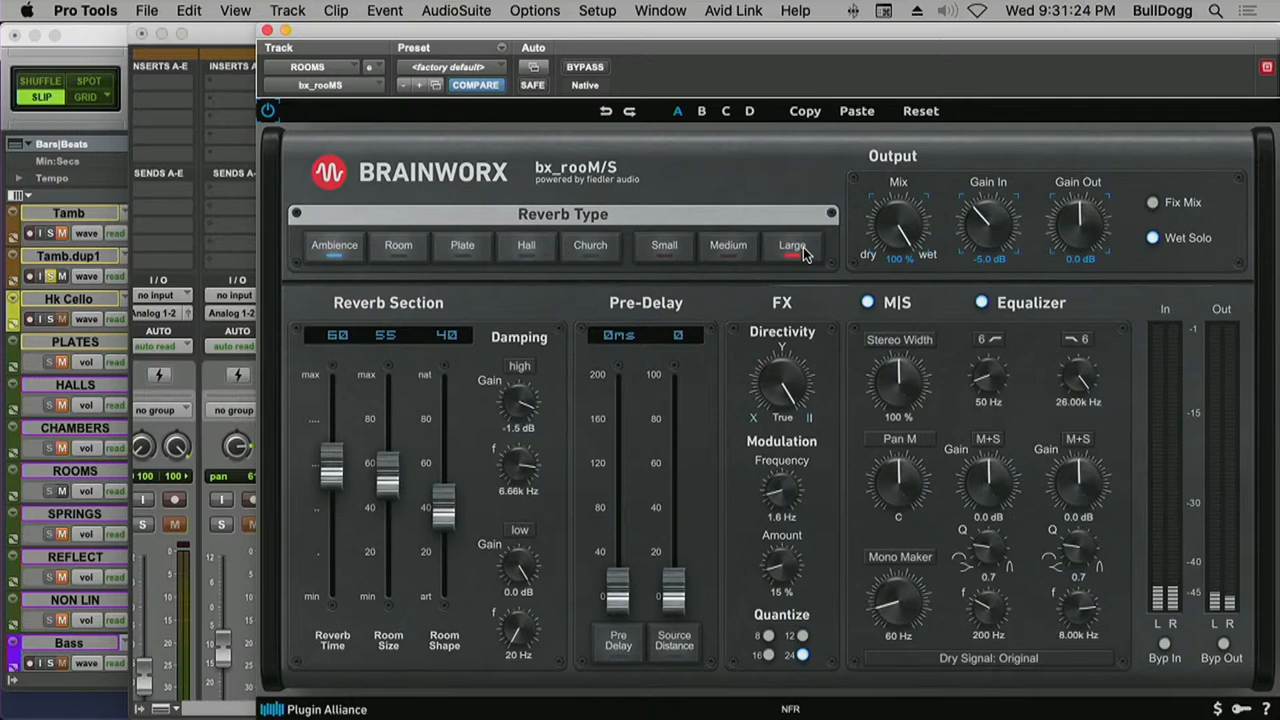 Pro Tools File Edit View Track Clip Event AudioSuite Options Setup Window Avid Link Help Wed 9:31:24 PM BullDogg
Track Preset Auto
ROOMS e <factory default> BYPASS
bx_rooMS - + COMPARE SAFE Native
A B C D Copy Paste Reset
SHUFFLE SPOT
SLIP GRID
Bars|Beats
Min:Secs
Tempo
Tamb
I S M wave read
Tamb.dup1
I S M wave read
Hk Cello
I S M wave read
PLATES
S M vol read
HALLS
S M vol read
CHAMBERS
S M vol read
ROOMS
S M vol read
SPRINGS
S M vol read
REFLECT
S M vol read
NON LIN
S M vol read
Bass
I S M wave read
INSERTS A-E INSERTS A-E
SENDS A-E SENDS A-E
I/O I/O
no input no input
Analog 1-2 Analog 1-2
AUTO AUTO
auto read auto read
no group no group
100 100 pan
I I
S M S M
BRAINWORX
bx_rooM/S
powered by fiedler audio
Reverb Type
Ambience Room Plate Hall Church Small Medium Large
Output
Mix Gain In Gain Out
dry wet
100 % -5.0 dB 0.0 dB
Fix Mix
Wet Solo
Reverb Section
60 55 40
max max nat
.... 80 80
... 60 60
.. 40 40
. 20 20
min min art
Reverb Time
Room Size
Room Shape
Damping
high
Gain
-1.5 dB
f
6.66k Hz
low
Gain
0.0 dB
f
20 Hz
Pre-Delay
0ms 0
200 100
160 80
120 60
80 40
40 20
0 0
Pre Delay
Source Distance
FX
Directivity
Y
X True II
Modulation
Frequency
1.6 Hz
Amount
15 %
Quantize
8 12
16 24
M|S
Stereo Width
100 %
Pan M
C
Mono Maker
60 Hz
Equalizer
6 6
50 Hz 26.00k Hz
M+S M+S
Gain Gain
0.0 dB 0.0 dB
Q Q
0.7 0.7
f f
200 Hz 8.00k Hz
Dry Signal: Original
In Out
-1
-15
-30
-40
-45
L R L R
Byp In Byp Out
Plugin Alliance NFR $ ?